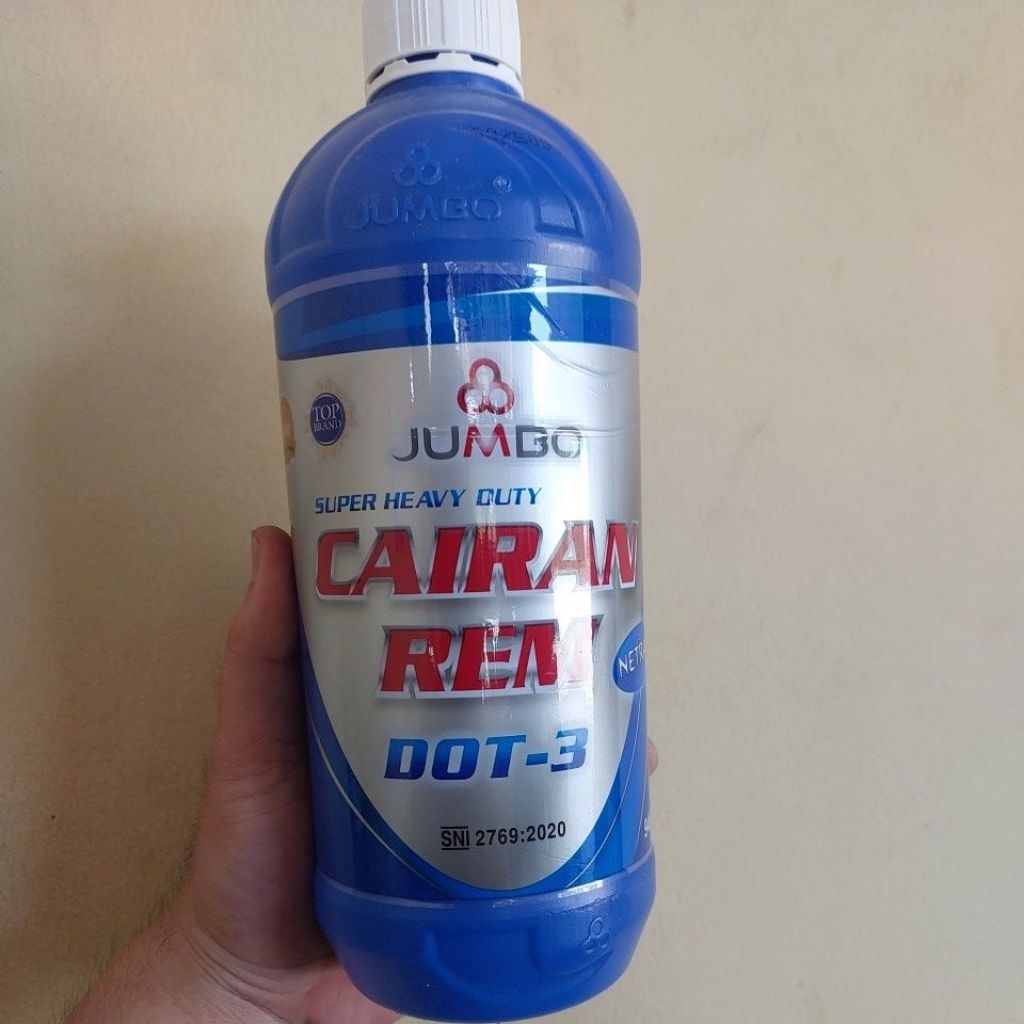 JUMBO
TOP
BRAND
JUMBO
SUPER HEAVY DUTY
CAIRAN
REM
DOT-3
SNI 2769:2020